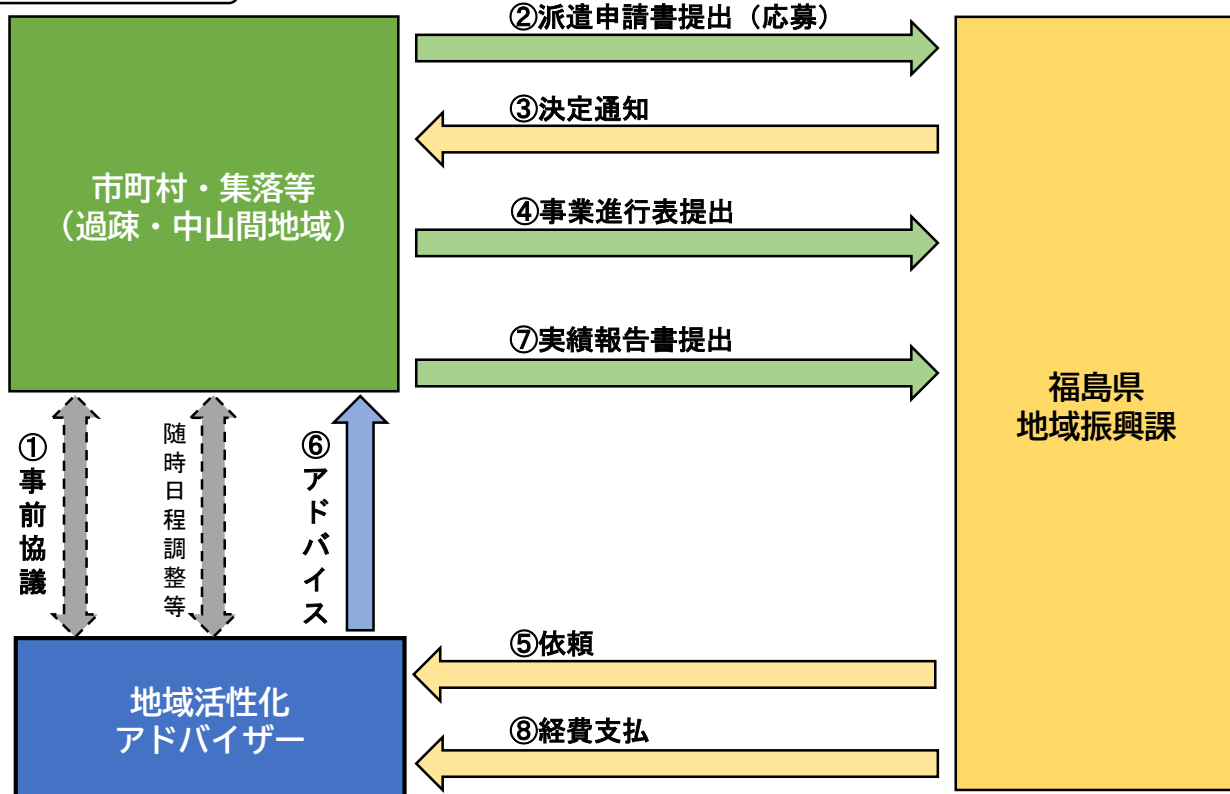 ②派遣申請書提出（応募）
③決定通知
市町村・集落等
（過疎・中山間地域）
④事業進行表提出
⑦実績報告書提出
福島県
地域振興課
①事前協議
随時日程調整等
⑥アドバイス
⑤依頼
地域活性化
アドバイザー
⑧経費支払